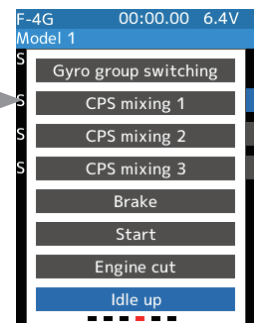 F-4G 00:00.00 6.4V
Model 1
S
Gyro group switching
S
CPS mixing 1
S
CPS mixing 2
S
CPS mixing 3
Brake
Start
Engine cut
Idle up